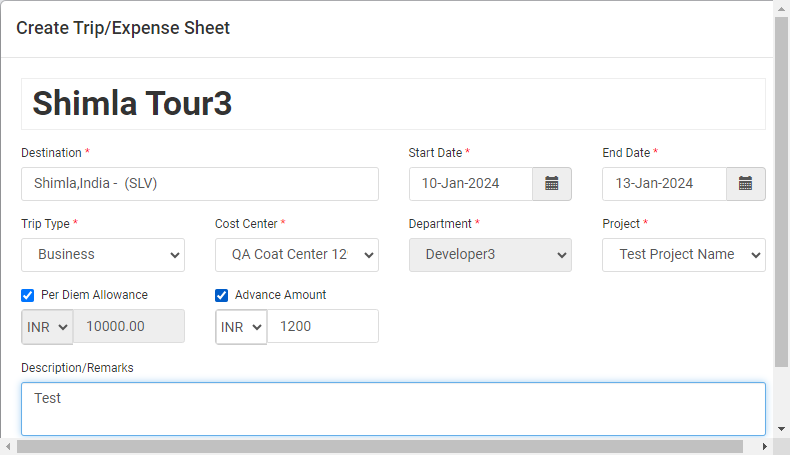 Create Trip/Expense Sheet
Shimla Tour3
Destination * Start Date * End Date *
Shimla,India - (SLV) 10-Jan-2024 13-Jan-2024
Trip Type * Cost Center * Department * Project *
Business QA Coat Center 12 Developer3 Test Project Name
Per Diem Allowance Advance Amount
INR 10000.00 INR 1200
Description/Remarks
Test